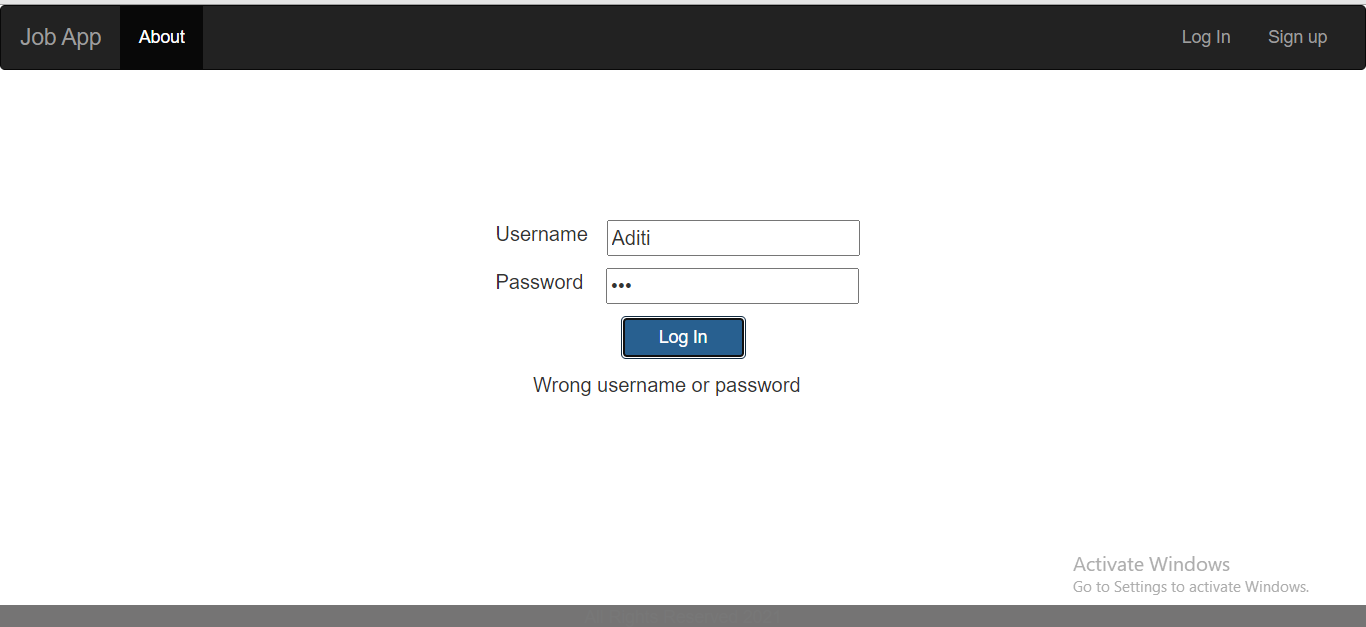 Job App About Log In Sign up
Username Aditi
Password •••
Log In
Wrong username or password
Activate Windows
Go to Settings to activate Windows.